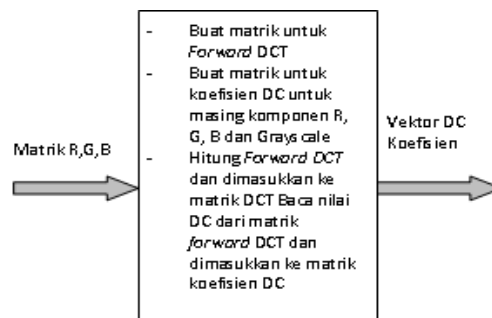 Matrik R,G,B
- Buat matrik untuk
Forward DCT
- Buat matrik untuk
koefisien DC untuk
masing komponen R,
G, B dan Grayscale
- Hitung Forward DCT
dan dimasukkan ke
matrik DCT Baca nilai
DC dari matrik
forward DCT dan
dimasukkan ke matrik
koefisien DC
Vektor DC
Koefisien